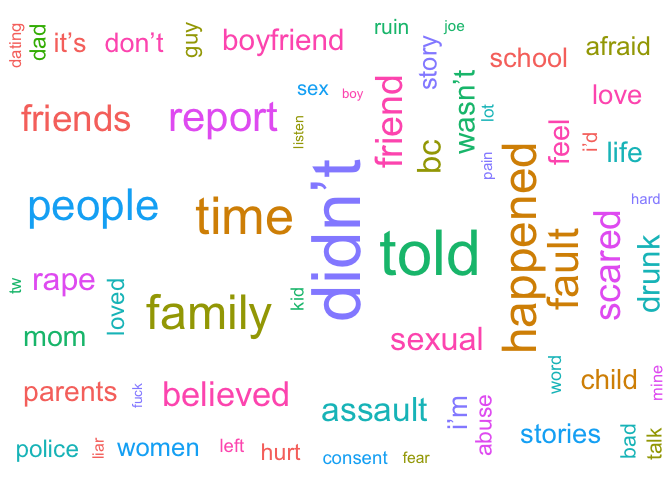 dating
dad
it’s
don’t
guy
boyfriend
ruin
joe
story
school
afraid
friends
report
sex
boy
listen
friend
bc
wasn’t
lot
love
feel
i’d
life
pain
people
time
didn’t
told
happened
fault
scared
hard
drunk
tw
rape
loved
family
kid
mom
sexual
parents
fuck
believed
assault
i’m
abuse
word
child
mine
police
liar
women
left
hurt
consent
fear
stories
bad
talk